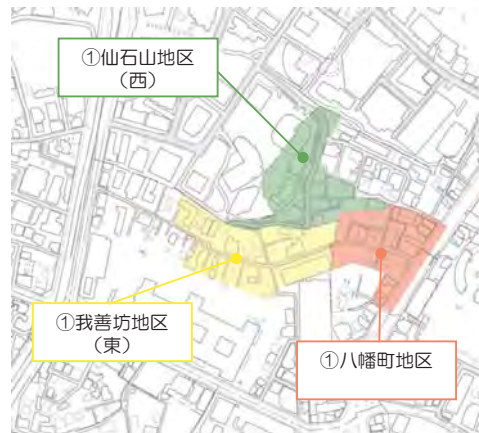 ①仙石山地区
（西）
①我善坊地区
（東）
①八幡町地区